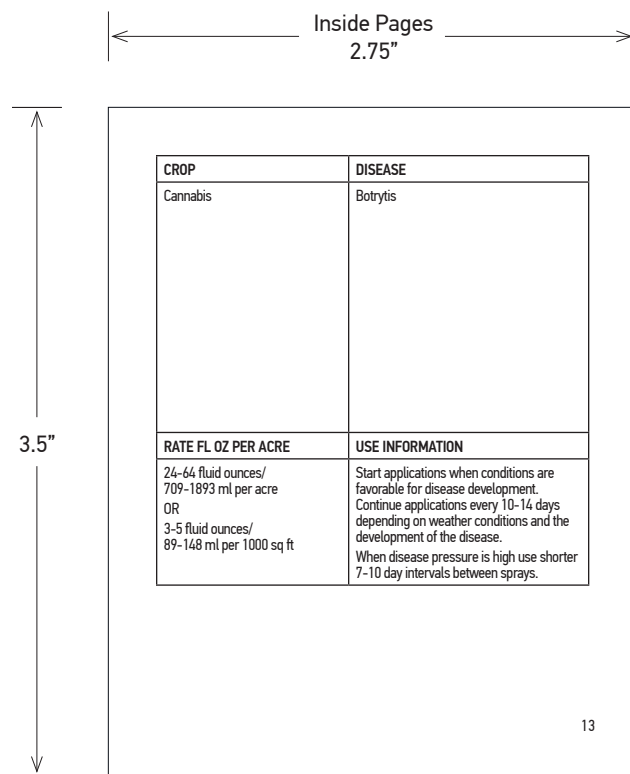 Inside Pages
2.75”
3.5”
CROP
DISEASE
Cannabis
Botrytis
RATE FL OZ PER ACRE
USE INFORMATION
24-64 fluid ounces/
709-1893 ml per acre
OR
3-5 fluid ounces/
89-148 ml per 1000 sq ft
Start applications when conditions are
favorable for disease development.
Continue applications every 10-14 days
depending on weather conditions and the
development of the disease.
When disease pressure is high use shorter
7-10 day intervals between sprays.
13